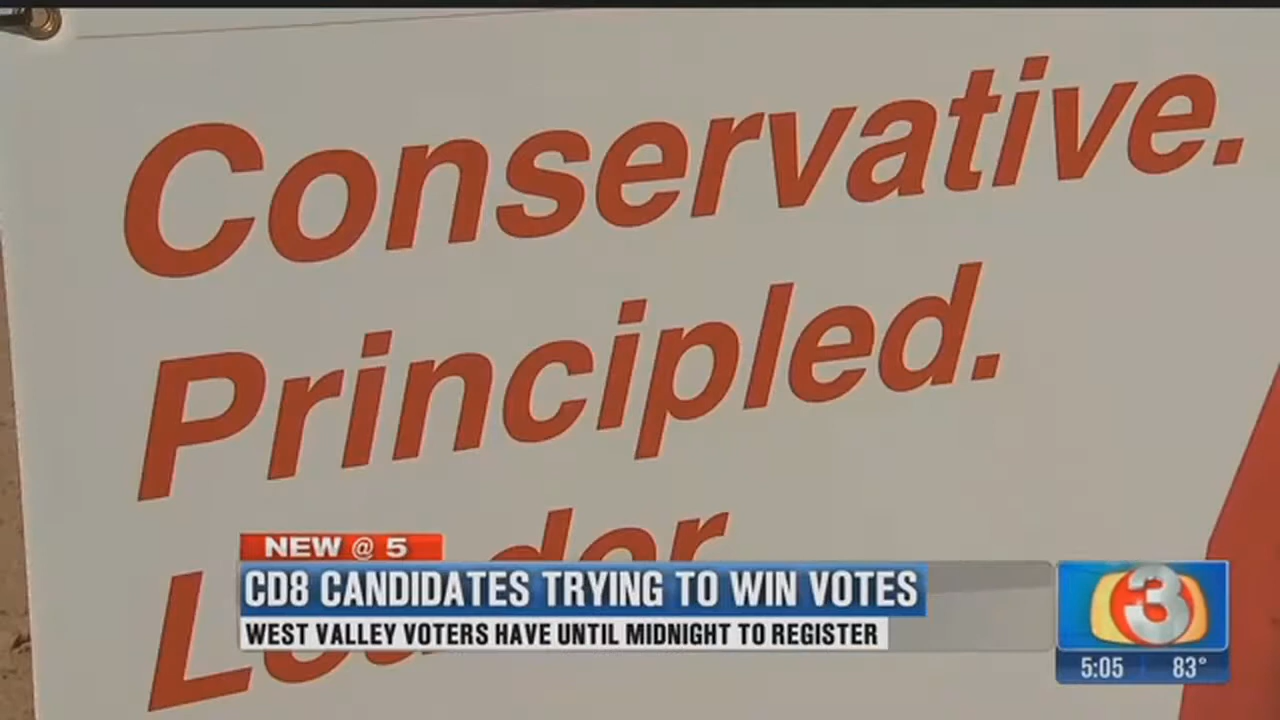 Conservative.
Principled.
NEW @ 5
CD8 CANDIDATES TRYING TO WIN VOTES
WEST VALLEY VOTERS HAVE UNTIL MIDNIGHT TO REGISTER
3
5:05 83°